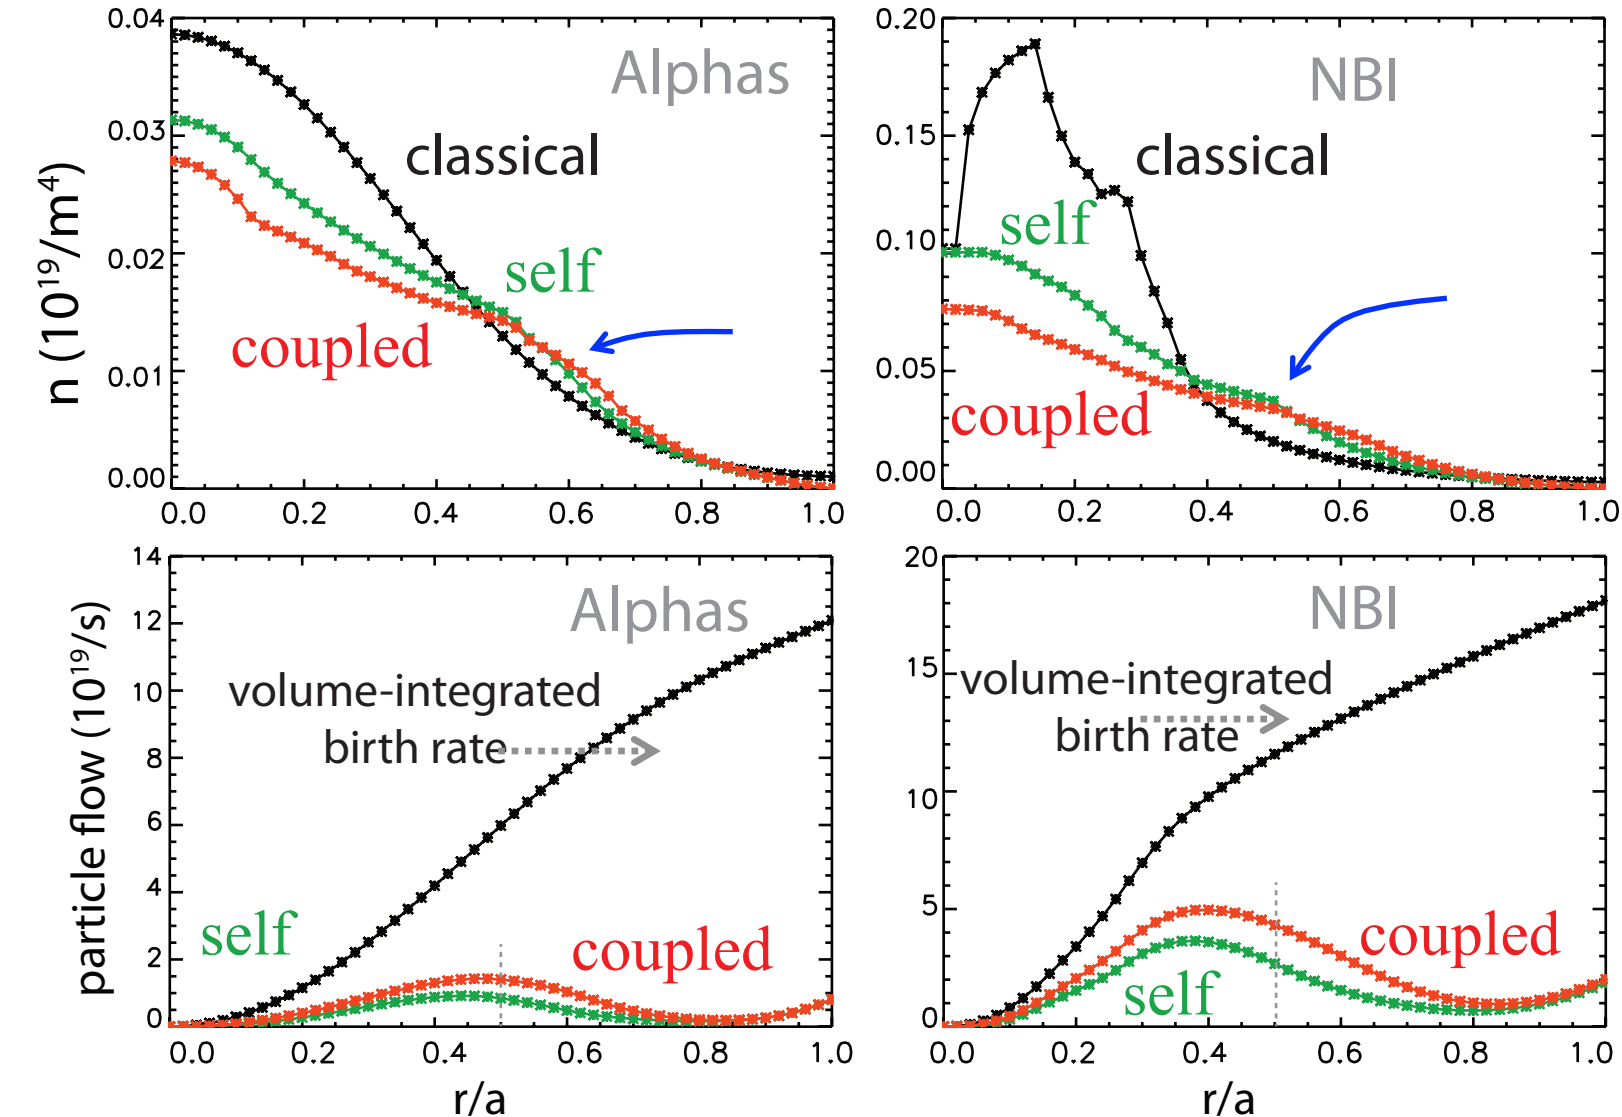 n (10¹⁹/m⁴)
0.04
0.03
0.02
0.01
0.00
Alphas
classical
self
coupled
0.0 0.2 0.4 0.6 0.8 1.0
0.20
0.15
0.10
0.05
0.00
NBI
classical
self
coupled
0.0 0.2 0.4 0.6 0.8 1.0
particle flow (10¹⁹/s)
14
12
10
8
6
4
2
0
Alphas
volume-integrated
birth rate
self
coupled
0.0 0.2 0.4 0.6 0.8 1.0
r/a
20
15
10
5
0
NBI
volume-integrated
birth rate
coupled
self
0.0 0.2 0.4 0.6 0.8 1.0
r/a